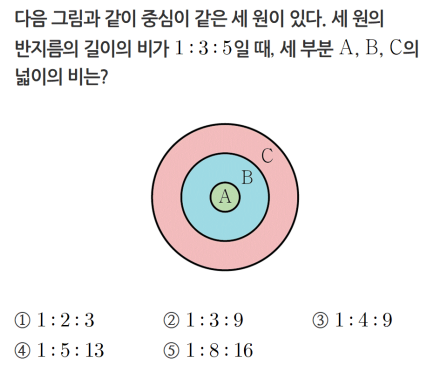 다음 그림과 같이 중심이 같은 세 원이 있다. 세 원의
반지름의 길이의 비가 1 : 3 : 5일 때, 세 부분 A, B, C의
넓이의 비는?
C
B
A
① 1 : 2 : 3 ② 1 : 3 : 9 ③ 1 : 4 : 9
④ 1 : 5 : 13 ⑤ 1 : 8 : 16